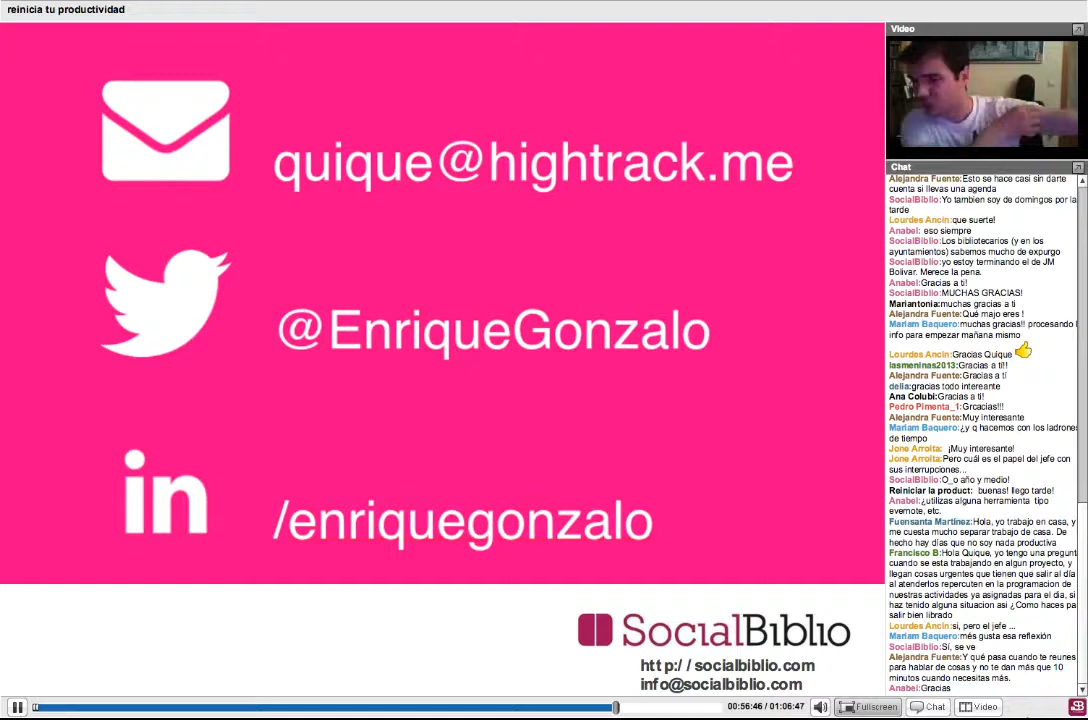 reinicia tu productividad
quique@hightrack.me
@EnriqueGonzalo
in
/enriquegonzalo
SocialBiblio
http://socialbiblio.com
info@socialbiblio.com
Video
Chat
Alejandra Fuente:Esto se hace casi sin darte
cuenta si llevas una agenda
SocialBiblio:Yo tambien soy de domingos por la
tarde
Lourdes Ancin:que suerte!
Anabel: eso siempre
SocialBiblio:Los bibliotecarios (y en los
ayuntamientos) sabemos mucho de expurgo
SocialBiblio:yo estoy terminando el de JM
Bolivar. Merece la pena.
Anabel:Gracias a ti!
SocialBiblio:MUCHAS GRACIAS!
Mariantonia:muchas gracias a ti
Alejandra Fuente:Qué majo eres !
Mariam Baquero:muchas gracias!! procesando
info para empezar mañana mismo
Lourdes Ancin:Gracias Quique
lasmeninas2013:Gracias a ti!!
Alejandra Fuente:Gracias a tí
delia:gracias todo intereante
Ana Colubi:Gracias a ti!
Pedro Pimenta_1:Grcacias!!!
Alejandra Fuente:Muy interesante
Mariam Baquero:¿y q hacemos con los ladrones
de tiempo
Jone Arroita: ¡Muy interesante!
Jone Arroita:Pero cuál es el papel del jefe con
sus interrupciones...
SocialBiblio:O_o año y medio!
Reiniciar la product: buenas! llego tarde!
Anabel:¿utilizas alguna herramienta tipo
evernote, etc.
Fuensanta Martínez:Hola, yo trabajo en casa, y
me cuesta mucho separar trabajo de casa. De
hecho hay días que no soy nada productiva
Francisco B:Hola Quique, yo tengo una pregunt
cuando se esta trabajando en algun proyecto, y
llegan cosas urgentes que tienen que salir al día
al atenderlos repercuten en la programacion de
nuestras actividades ya asignadas para el dia, si
haz tenido alguna situacion asi ¿Como haces pa
salir bien librado
Lourdes Ancin:si, pero el jefe ...
Mariam Baquero:més gusta esa reflexión
SocialBiblio:Sí, se ve
Alejandra Fuente:Y qué pasa cuando te reunes
para hablar de cosas y no te dan más que 10
minutos cuando necesitas más.
Anabel:Gracias
00:56:46 / 01:06:47
Fullscreen
Chat
Video